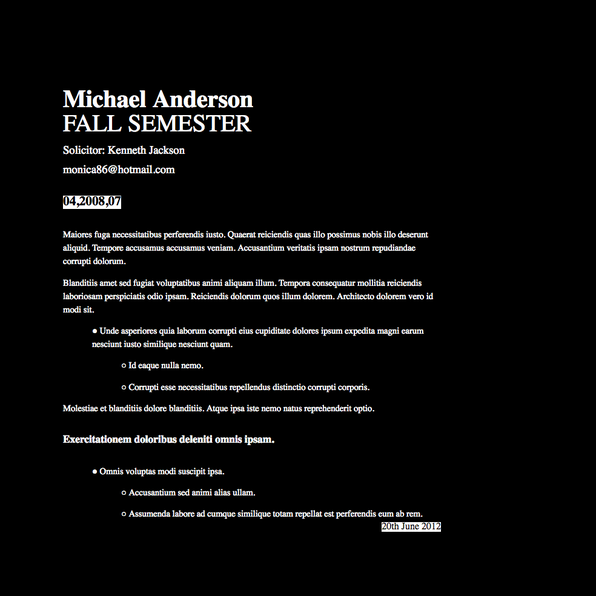 Michael Anderson
FALL SEMESTER
Solicitor: Kenneth Jackson
monica86@hotmail.com
04,2008,07
Maiores fuga necessitatibus perferendis iusto. Quaerat reiciendis quas illo possimus nobis illo deserunt
aliquid. Tempore accusamus accusamus veniam. Accusantium veritatis ipsam nostrum repudiandae
corrupti dolorum.
Blanditiis amet sed fugiat voluptatibus animi aliquam illum. Tempora consequatur mollitia reiciendis
laboriosam perspiciatis odio ipsam. Reiciendis dolorum quos illum dolorem. Architecto dolorem vero id
modi sit.
● Unde asperiores quia laborum corrupti eius cupiditate dolores ipsum expedita magni earum
nesciunt iusto similique nesciunt quam.
○ Id eaque nulla nemo.
○ Corrupti esse necessitatibus repellendus distinctio corrupti corporis.
Molestiae et blanditiis dolore blanditiis. Atque ipsa iste nemo natus reprehenderit optio.
Exercitationem doloribus deleniti omnis ipsam.
● Omnis voluptas modi suscipit ipsa.
○ Accusantium sed animi alias ullam.
○ Assumenda labore ad cumque similique totam repellat est perferendis eum ab rem.
20th June 2012